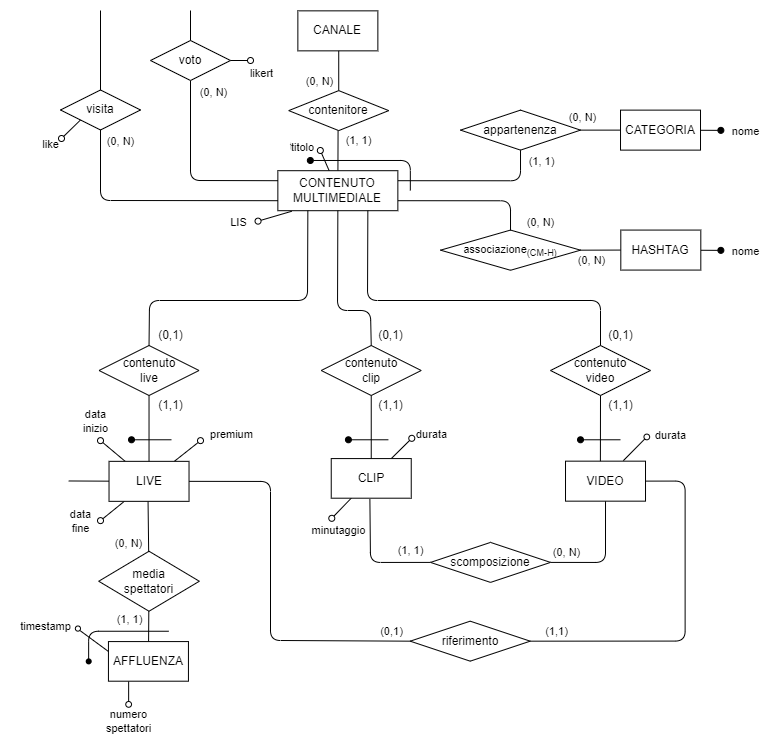 CANALE
voto
likert
(0, N)
(0, N)
visita
like
(0, N)
contenitore
(1, 1)
appartenenza
(0, N)
(1, 1)
CATEGORIA
nome
titolo
CONTENUTO
MULTIMEDIALE
LIS
(0, N)
associazione(CM-H)
(0, N)
HASHTAG
nome
(0,1)
(0,1)
(0,1)
contenuto
live
contenuto
clip
contenuto
video
(1,1)
(1,1)
(1,1)
data
inizio
premium
durata
durata
LIVE
CLIP
VIDEO
data
fine
minutaggio
(0, N)
(1, 1)
scomposizione
(0, N)
media
spettatori
(1, 1)
timestamp
(0,1)
riferimento
(1,1)
AFFLUENZA
numero
spettatori